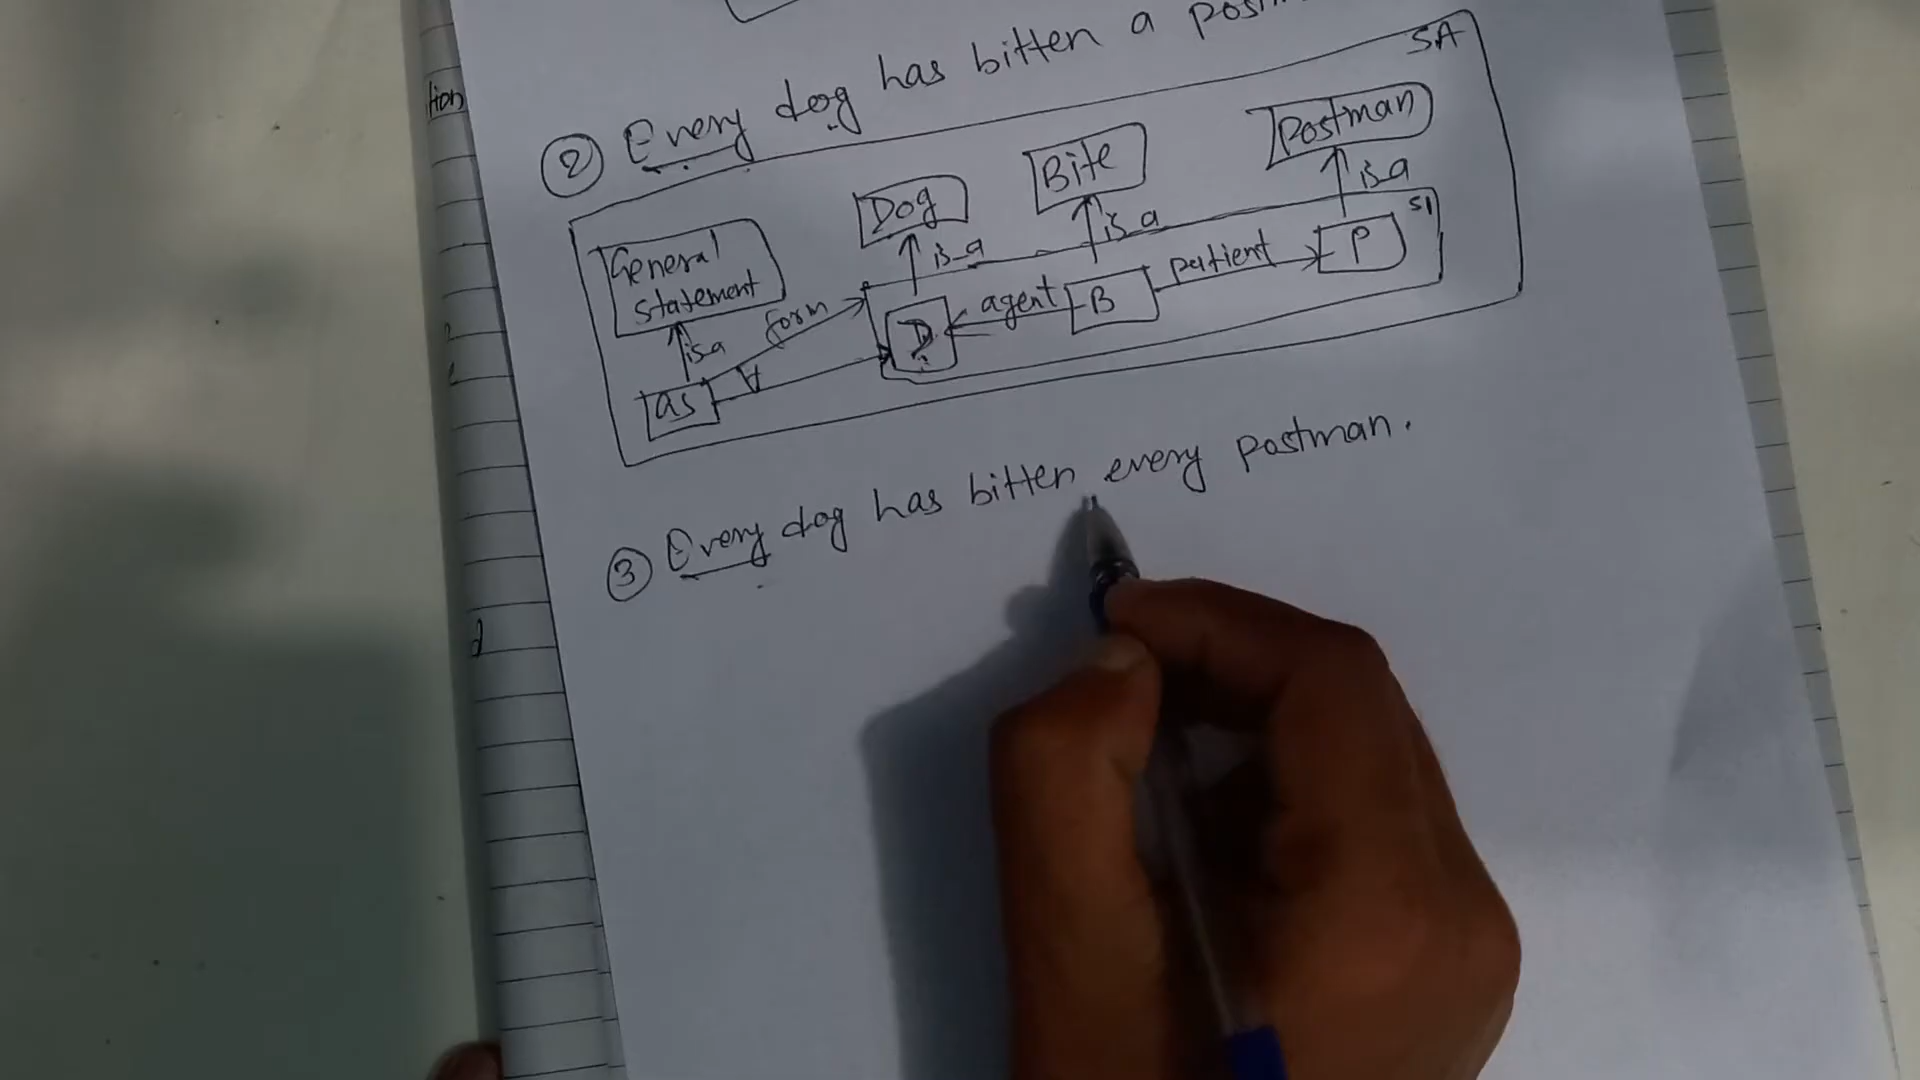 tion
② Every dog has bitten a
SA
Postman
Bite
Dog
is a
is a
is a
S1
General
statement
form
is a
∀
as
D
agent
B
patient
P
③ Every dog has bitten every postman.
d